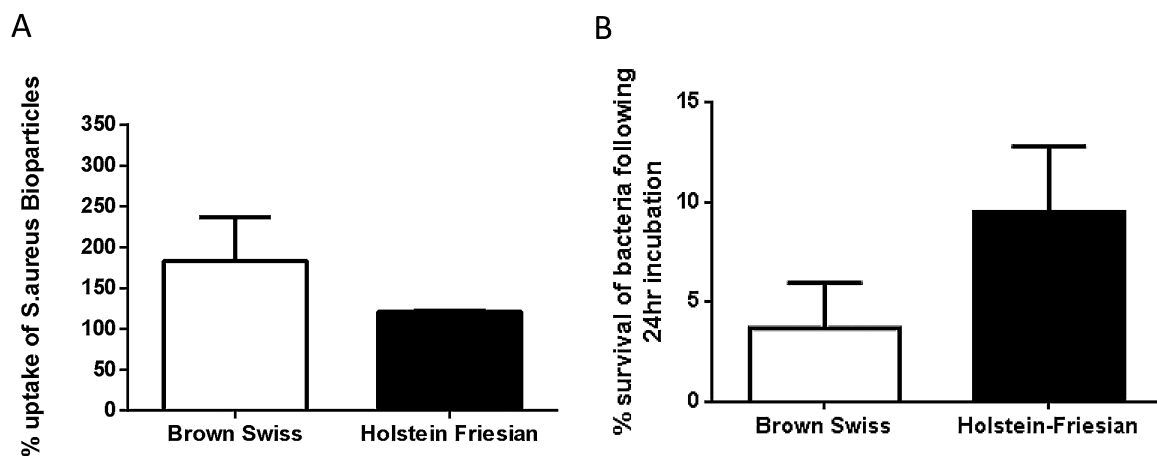 A
% uptake of S.aureus Bioparticles
350
300
250
200
150
100
50
0
Brown Swiss
Holstein Friesian
B
% survival of bacteria following
24hr incubation
15
10
5
0
Brown Swiss
Holstein-Friesian